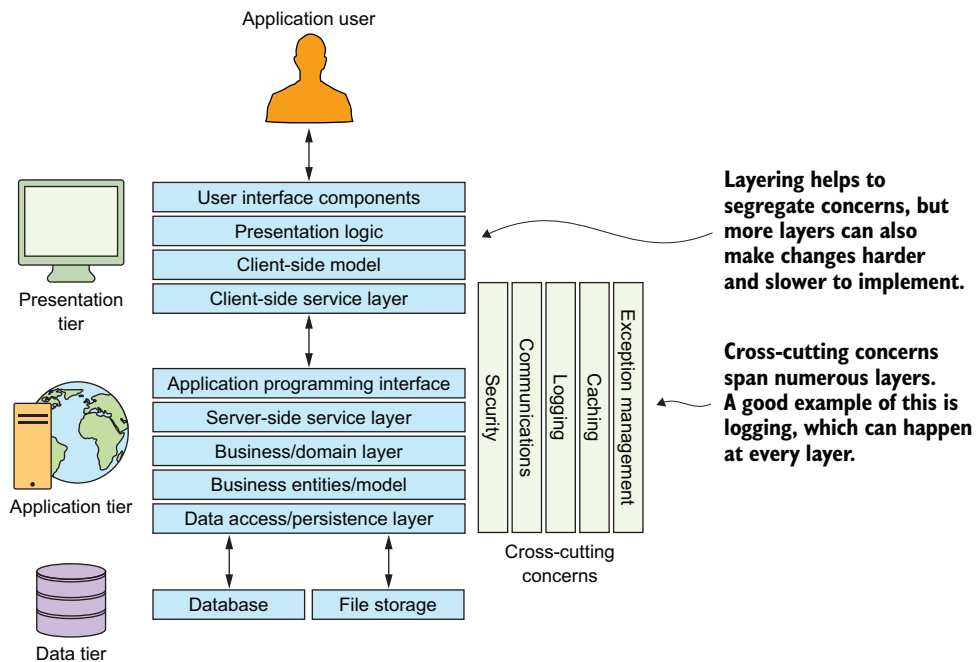 Application user
User interface components
Presentation logic
Client-side model
Client-side service layer
Presentation
tier
Layering helps to
segregate concerns, but
more layers can also
make changes harder
and slower to implement.
Application programming interface
Server-side service layer
Business/domain layer
Business entities/model
Data access/persistence layer
Application tier
Security
Communications
Logging
Caching
Exception management
Cross-cutting
concerns
Cross-cutting concerns
span numerous layers.
A good example of this is
logging, which can happen
at every layer.
Database
File storage
Data tier